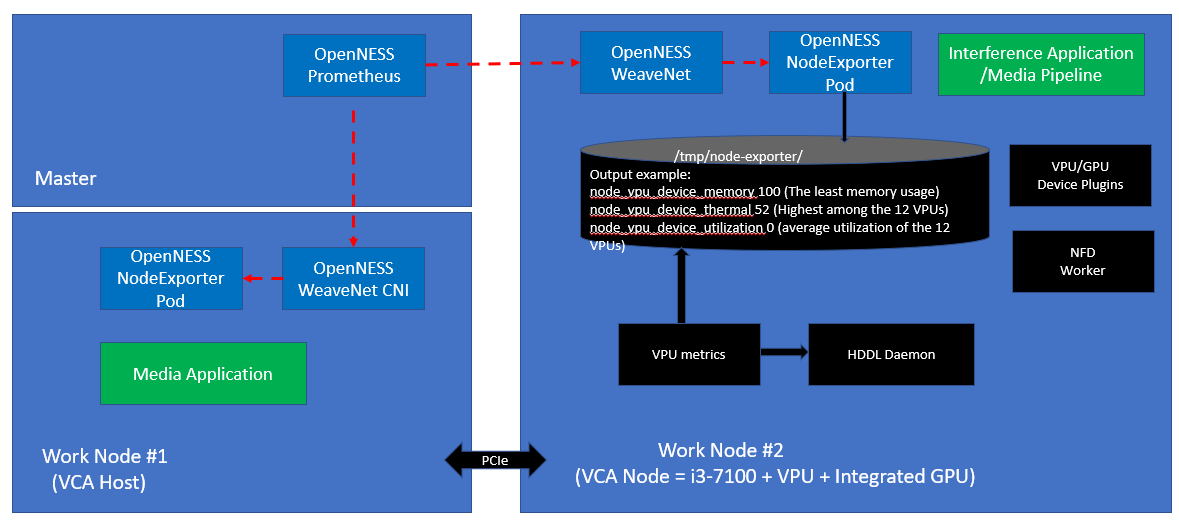 OpenNESS
Prometheus
Master
OpenNESS
WeaveNet
OpenNESS
NodeExporter
Pod
Interference Application
/Media Pipeline
/tmp/node-exporter/
Output example:
node_vpu_device_memory 100 (The least memory usage)
node_vpu_device_thermal 52 (Highest among the 12 VPUs)
node_vpu_device_utilization 0 (average utilization of the 12
VPUs)
VPU/GPU
Device Plugins
NFD
Worker
OpenNESS
NodeExporter
Pod
OpenNESS
WeaveNet CNI
Media Application
VPU metrics
HDDL Daemon
Work Node #1
(VCA Host)
PCIe
Work Node #2
(VCA Node = i3-7100 + VPU + Integrated GPU)